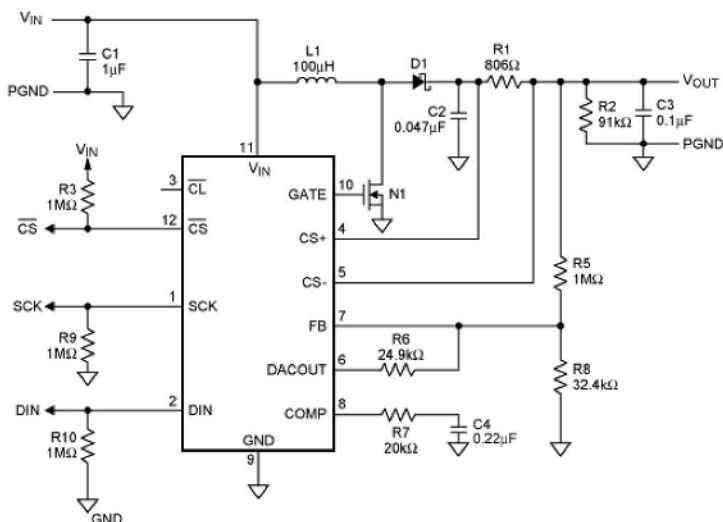 VIN
C1
1µF
PGND
L1
100µH
D1
R1
806Ω
VOUT
C2
0.047µF
R2
91kΩ
C3
0.1µF
PGND
VIN
R3
1MΩ
CS
12
3
CL
CS
11
VIN
GATE
10
N1
CS+
4
CS-
5
R5
1MΩ
SCK
1
SCK
R9
1MΩ
FB
7
R6
24.9kΩ
DACOUT
6
R8
32.4kΩ
DIN
2
DIN
R10
1MΩ
GND
COMP
8
R7
20kΩ
C4
0.22µF
GND
9